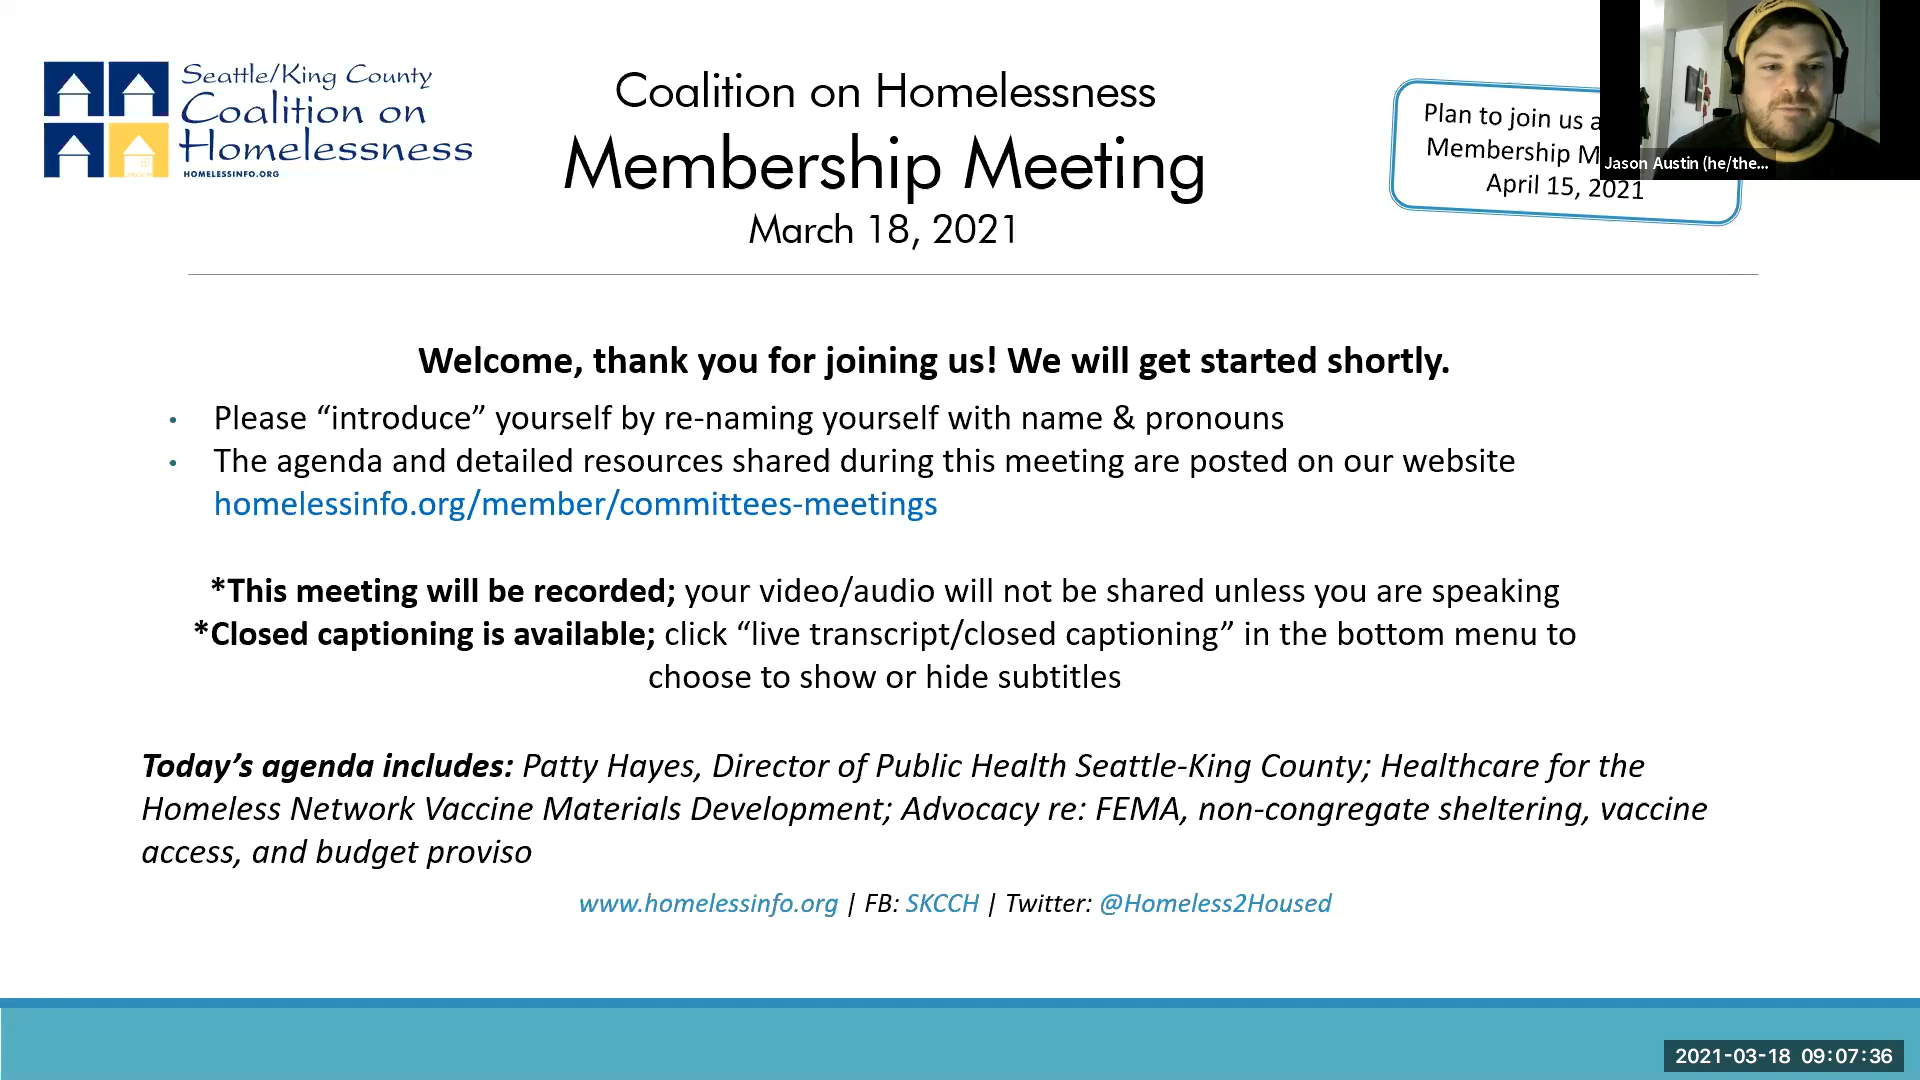 Seattle/King County
Coalition on
Homelessness
HOMELESSINFO.ORG
Coalition on Homelessness
Membership Meeting
March 18, 2021
Plan to join us
Membership
April 15, 2021
Jason Austin (he/the...
Welcome, thank you for joining us! We will get started shortly.
• Please “introduce” yourself by re-naming yourself with name & pronouns
• The agenda and detailed resources shared during this meeting are posted on our website
homelessinfo.org/member/committees-meetings
*This meeting will be recorded; your video/audio will not be shared unless you are speaking
*Closed captioning is available; click “live transcript/closed captioning” in the bottom menu to
choose to show or hide subtitles
Today’s agenda includes: Patty Hayes, Director of Public Health Seattle-King County; Healthcare for the
Homeless Network Vaccine Materials Development; Advocacy re: FEMA, non-congregate sheltering, vaccine
access, and budget proviso
www.homelessinfo.org | FB: SKCCH | Twitter: @Homeless2Housed
2021-03-18 09:07:36